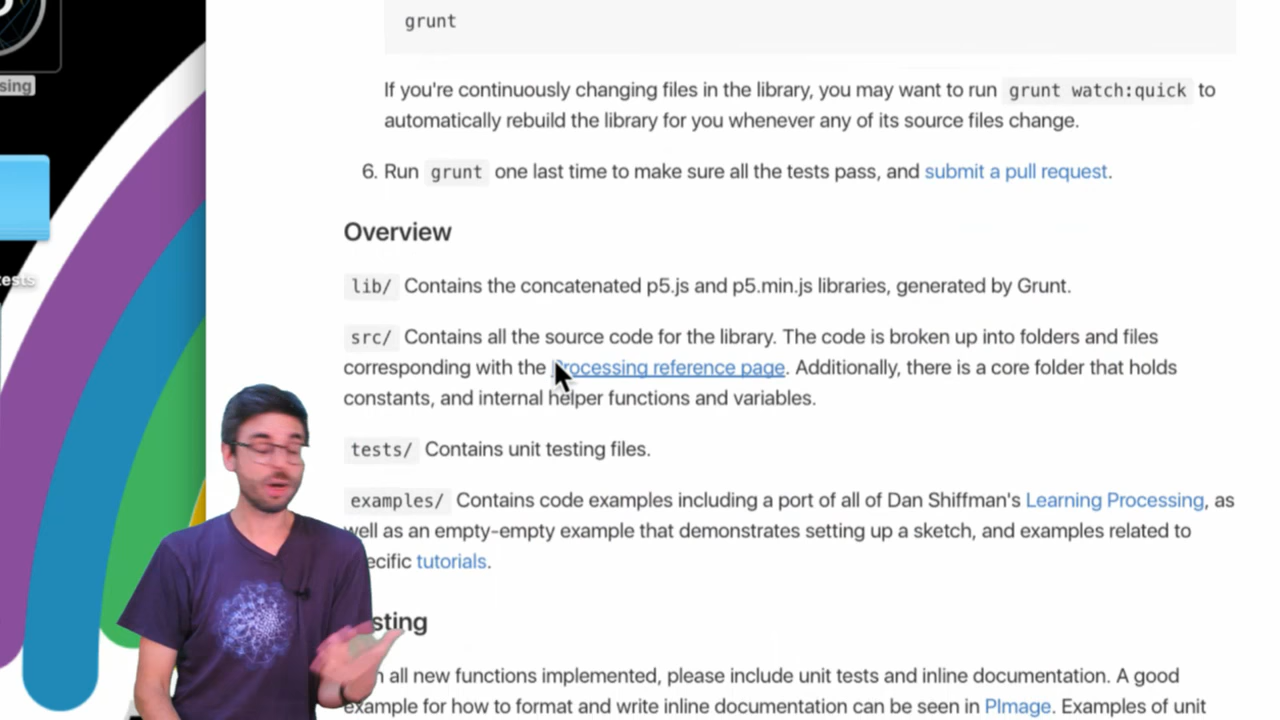 grunt
sing
If you're continuously changing files in the library, you may want to run grunt watch:quick to
automatically rebuild the library for you whenever any of its source files change.
6. Run grunt one last time to make sure all the tests pass, and submit a pull request.
Overview
tests
lib/ Contains the concatenated p5.js and p5.min.js libraries, generated by Grunt.
src/ Contains all the source code for the library. The code is broken up into folders and files
corresponding with the Processing reference page. Additionally, there is a core folder that holds
constants, and internal helper functions and variables.
tests/ Contains unit testing files.
examples/ Contains code examples including a port of all of Dan Shiffman's Learning Processing, as
well as an empty-empty example that demonstrates setting up a sketch, and examples related to
ecific tutorials.
sting
all new functions implemented, please include unit tests and inline documentation. A good
example for how to format and write inline documentation can be seen in PImage. Examples of unit